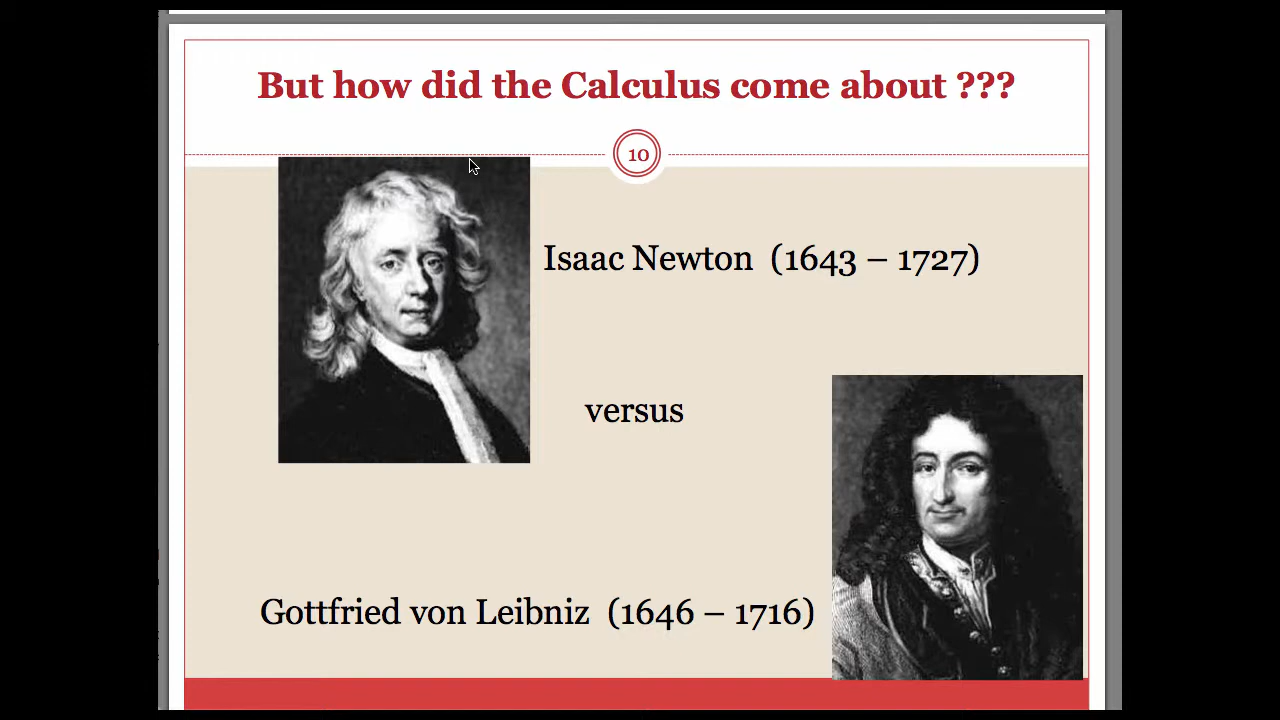 But how did the Calculus come about ???
10
Isaac Newton (1643 – 1727)
versus
Gottfried von Leibniz (1646 – 1716)